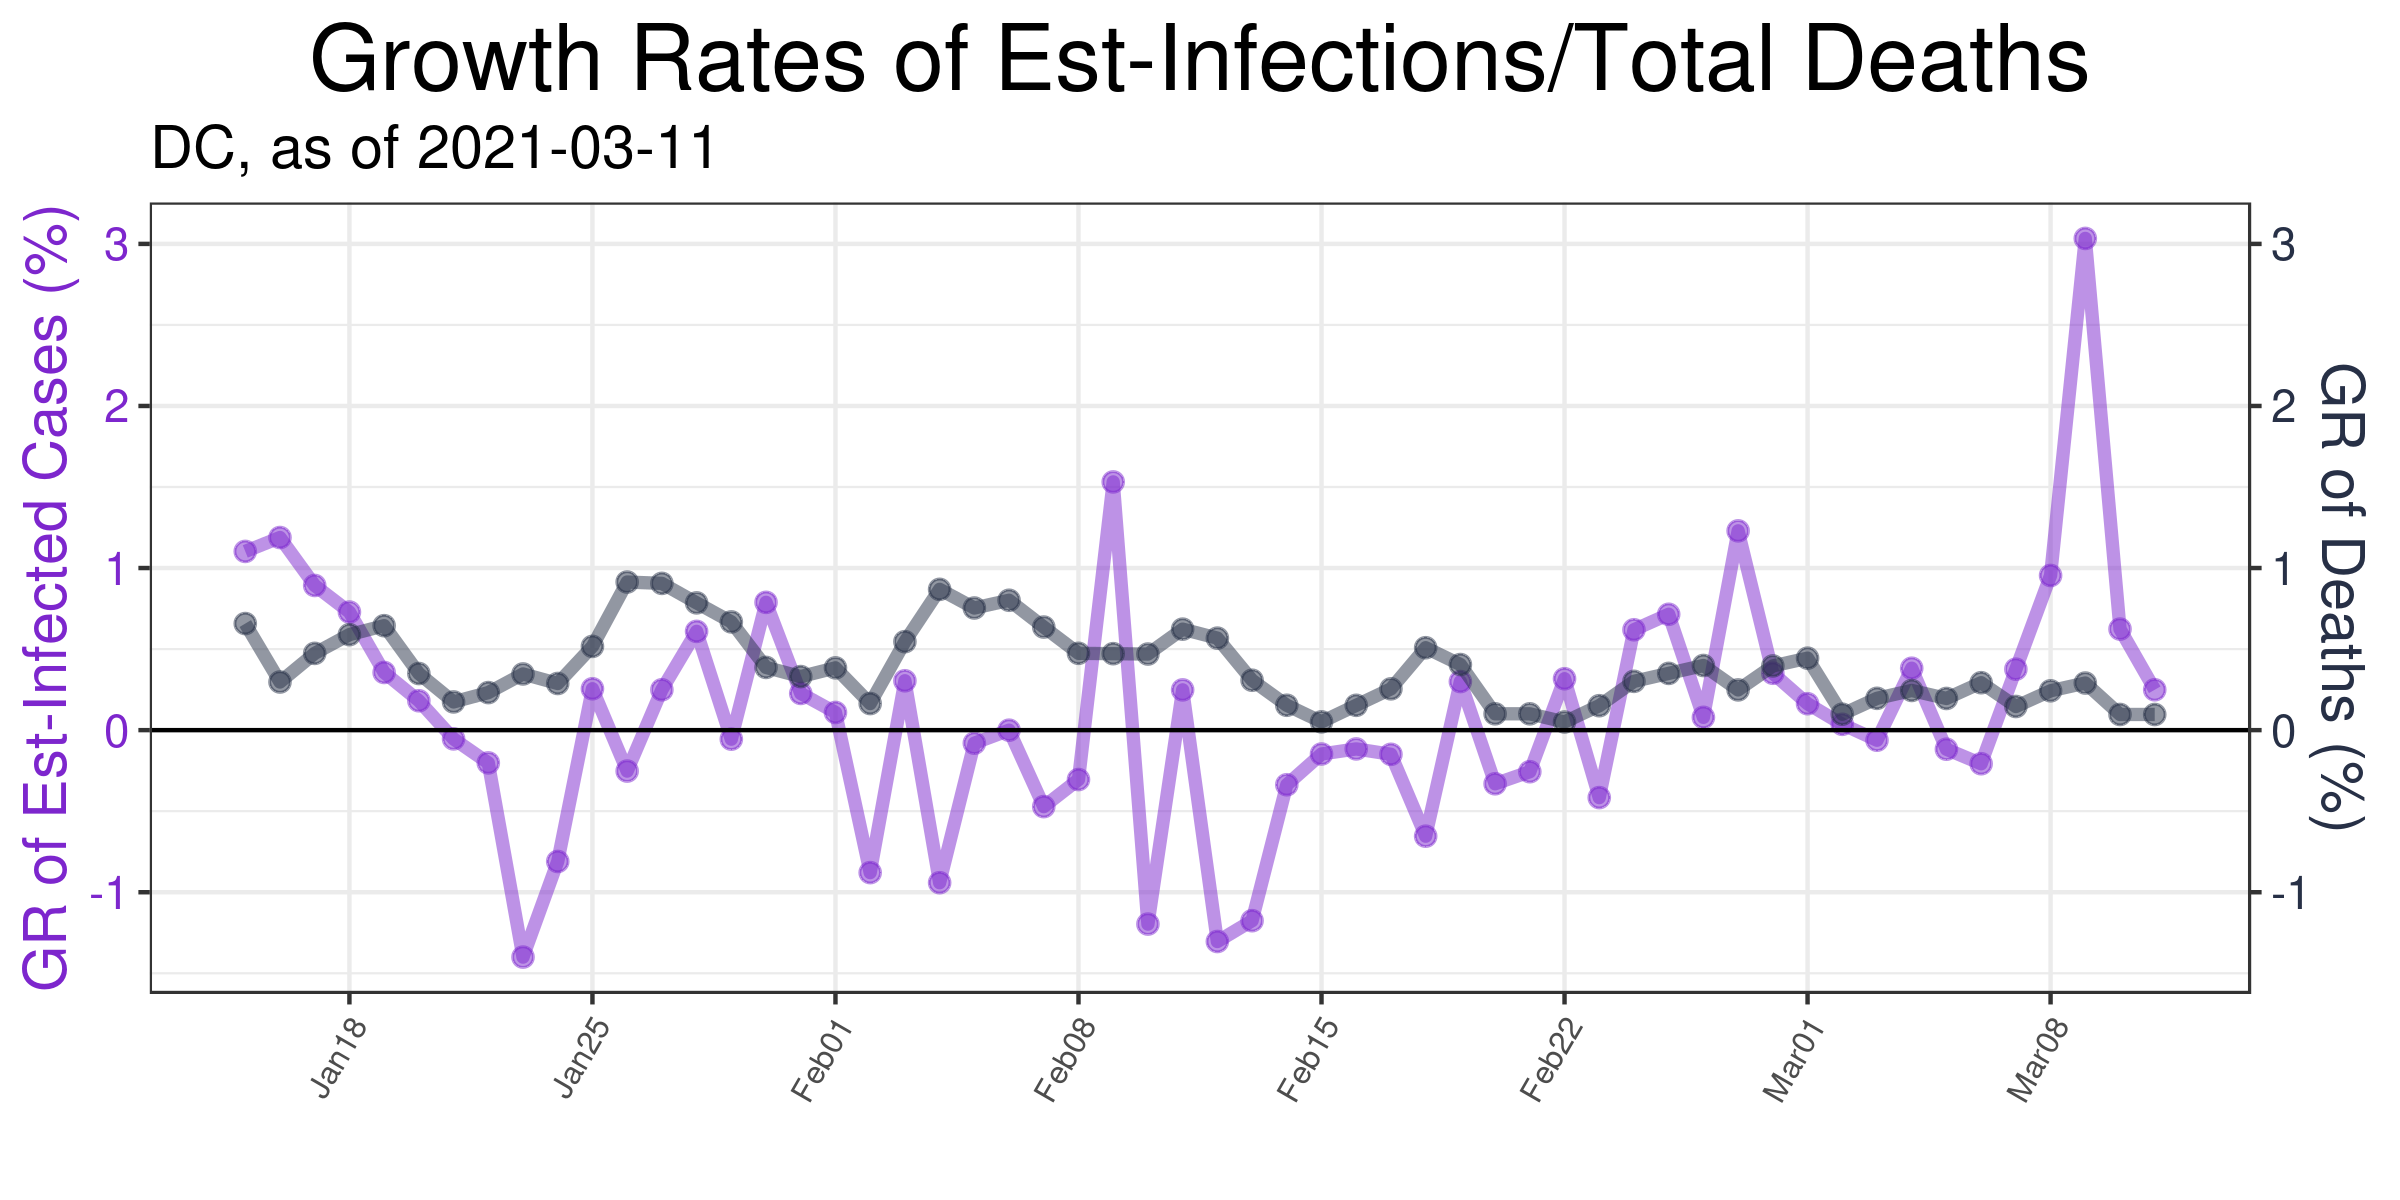 Growth Rates of Est-Infections/Total Deaths
DC, as of 2021-03-11
GR of Est-Infected Cases (%)
3
2
1
0
-1
3
2
1
0
-1
GR of Deaths (%)
Jan18
Jan25
Feb01
Feb08
Feb15
Feb22
Mar01
Mar08